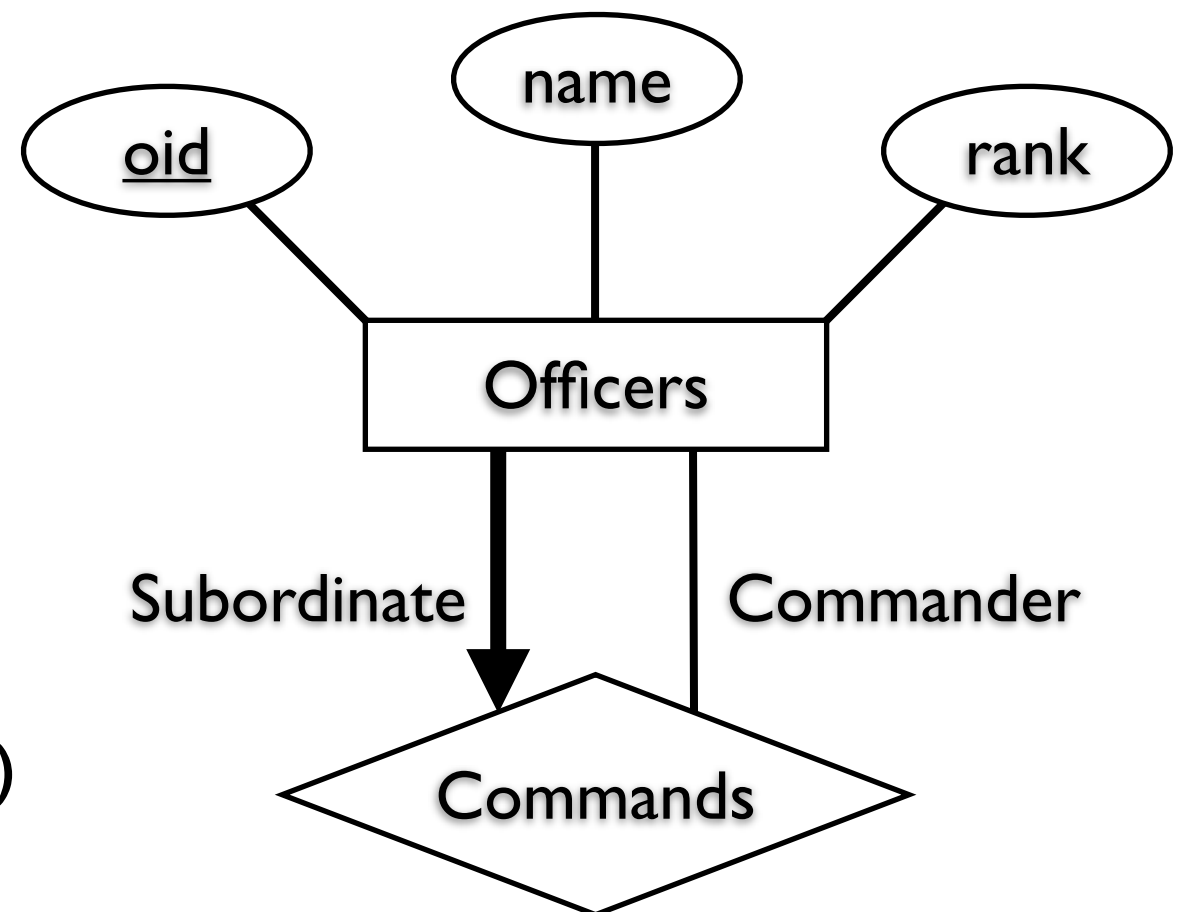 name
oid
rank
Officers
Subordinate
Commander
)
Commands